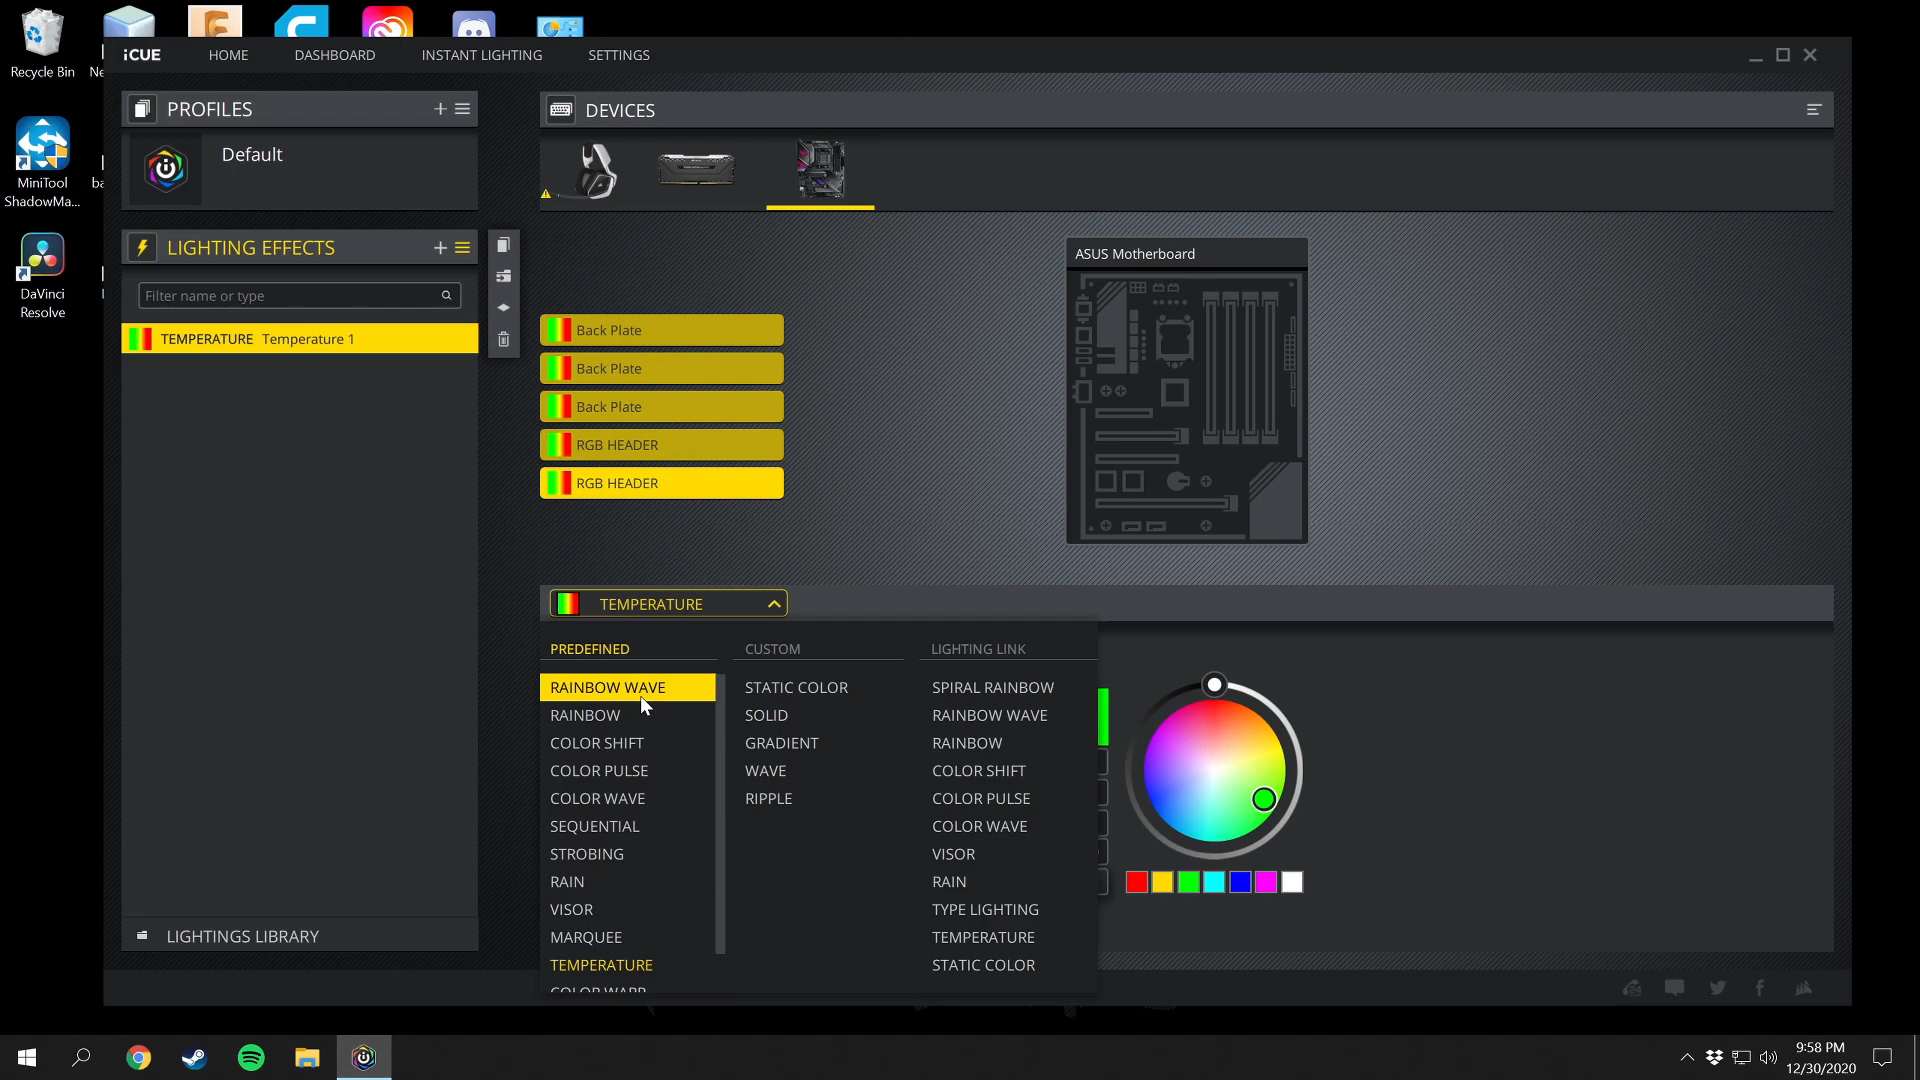 Recycle Bin
Ne
MiniTool
ShadowMa...
ba
DaVinci
Resolve
iCUE
HOME
DASHBOARD
INSTANT LIGHTING
SETTINGS
PROFILES
Default
LIGHTING EFFECTS
Filter name or type
TEMPERATURE Temperature 1
LIGHTINGS LIBRARY
DEVICES
ASUS Motherboard
Back Plate
Back Plate
Back Plate
RGB HEADER
RGB HEADER
TEMPERATURE
PREDEFINED
RAINBOW WAVE
RAINBOW
COLOR SHIFT
COLOR PULSE
COLOR WAVE
SEQUENTIAL
STROBING
RAIN
VISOR
MARQUEE
TEMPERATURE
COLOR WARP
CUSTOM
STATIC COLOR
SOLID
GRADIENT
WAVE
RIPPLE
LIGHTING LINK
SPIRAL RAINBOW
RAINBOW WAVE
RAINBOW
COLOR SHIFT
COLOR PULSE
COLOR WAVE
VISOR
RAIN
TYPE LIGHTING
TEMPERATURE
STATIC COLOR
9:58 PM
12/30/2020